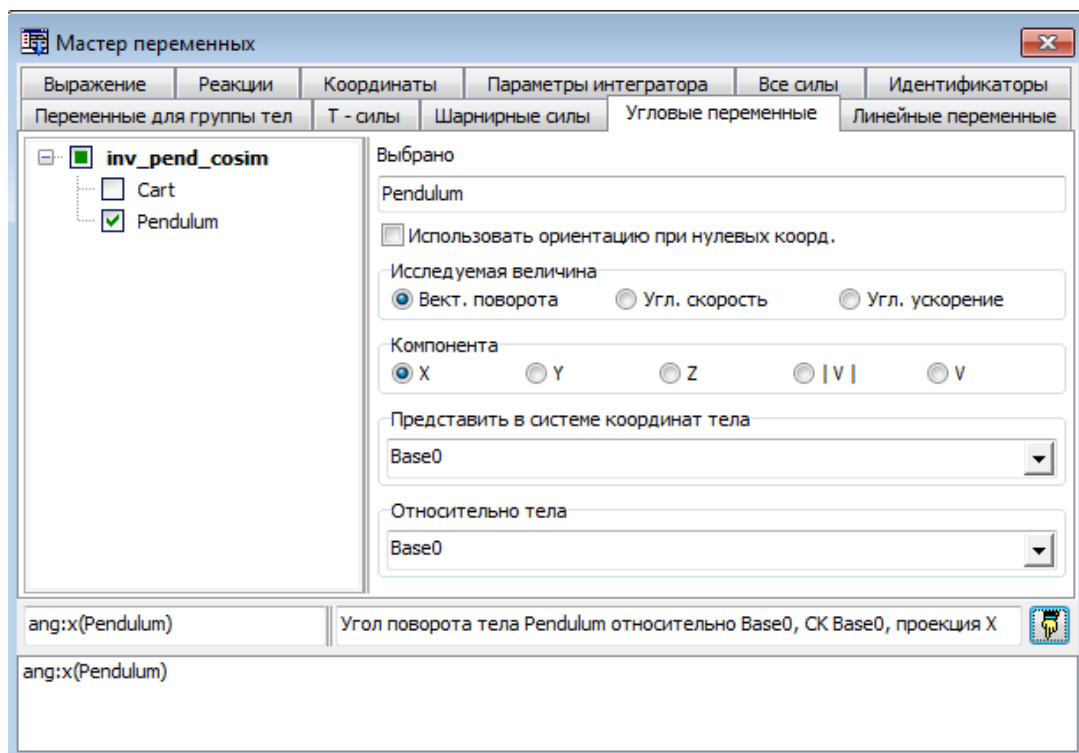 Мастер переменных
Выражение Реакции Координаты Параметры интегратора Все силы Идентификаторы
Переменные для группы тел Т - силы Шарнирные силы Угловые переменные Линейные переменные
inv_pend_cosim
Cart
Pendulum
Выбрано
Pendulum
Использовать ориентацию при нулевых коорд.
Исследуемая величина
Вект. поворота Угл. скорость Угл. ускорение
Компонента
X Y Z | V | V
Представить в системе координат тела
Base0
Относительно тела
Base0
ang:x(Pendulum) Угол поворота тела Pendulum относительно Base0, СК Base0, проекция X
ang:x(Pendulum)